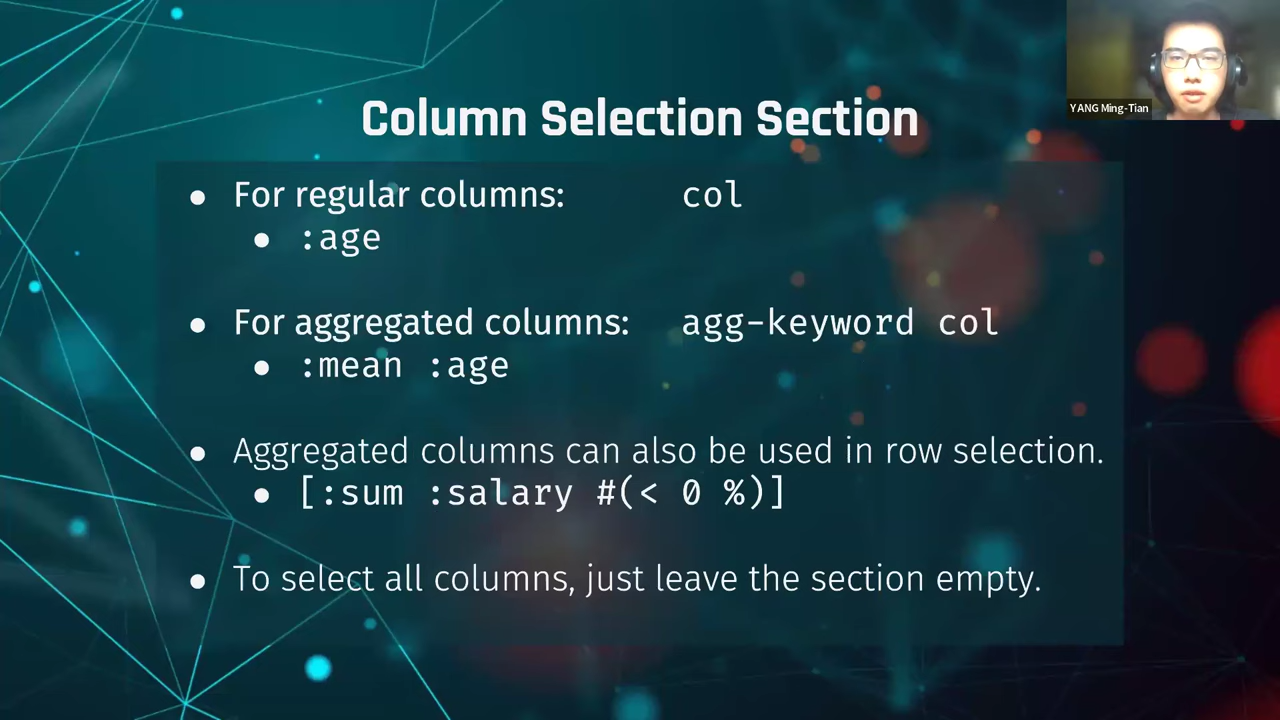 YANG Ming-Tian
Column Selection Section
● For regular columns: col
● :age
● For aggregated columns: agg-keyword col
● :mean :age
● Aggregated columns can also be used in row selection.
● [:sum :salary #(< 0 %)]
● To select all columns, just leave the section empty.